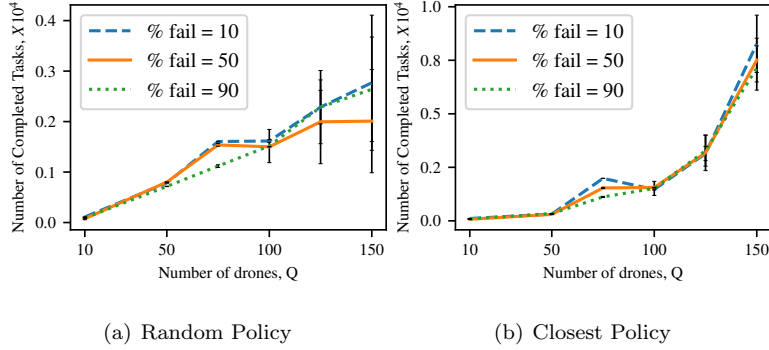 Number of Completed Tasks, X10⁴
0.4
0.3
0.2
0.1
0.0
% fail = 10
% fail = 50
% fail = 90
10
50
100
150
Number of drones, Q
(a) Random Policy
Number of Completed Tasks, X10⁴
1.0
0.8
0.5
0.2
0.0
% fail = 10
% fail = 50
% fail = 90
10
50
100
150
Number of drones, Q
(b) Closest Policy